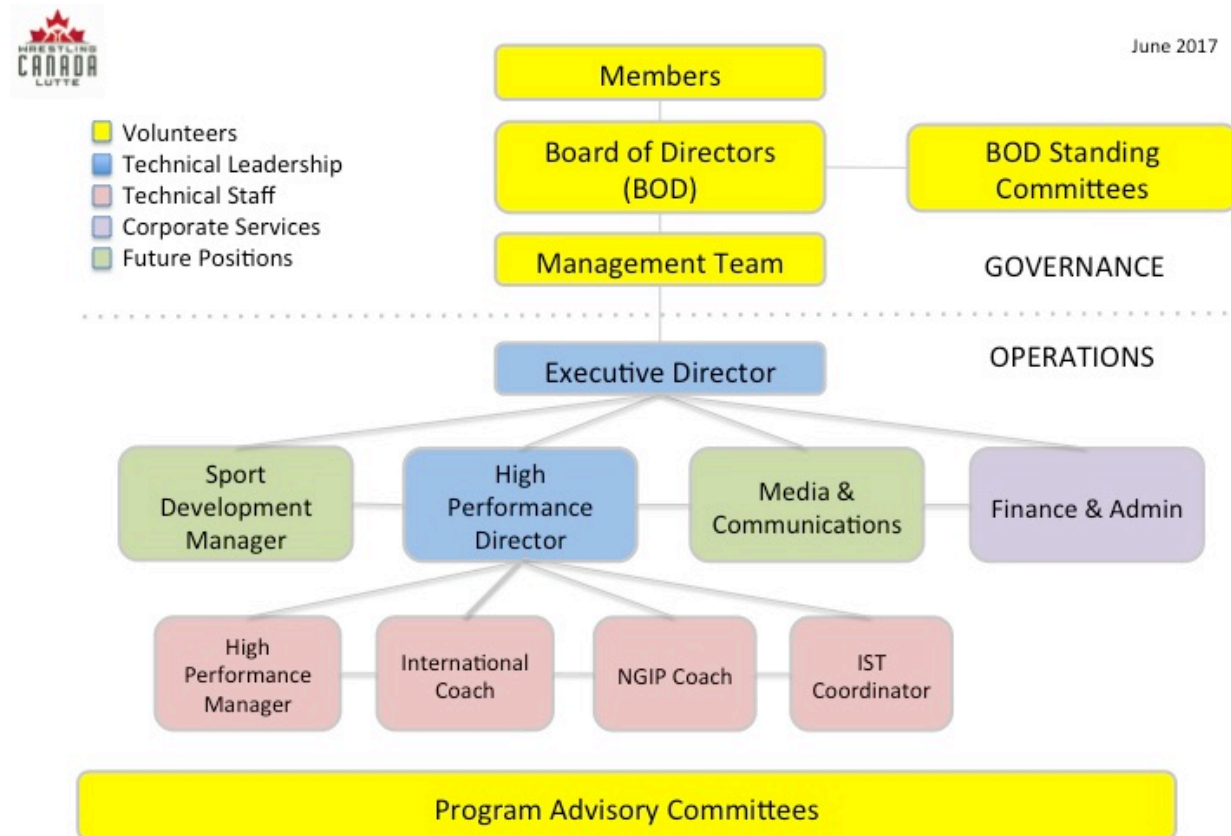 WRESTLING
CANADA
LUTTE
June 2017
Members
Volunteers
Technical Leadership
Technical Staff
Corporate Services
Future Positions
Board of Directors
(BOD)
BOD Standing
Committees
Management Team
GOVERNANCE
OPERATIONS
Executive Director
Sport
Development
Manager
High
Performance
Director
Media &
Communications
Finance & Admin
High
Performance
Manager
International
Coach
NGIP Coach
IST
Coordinator
Program Advisory Committees